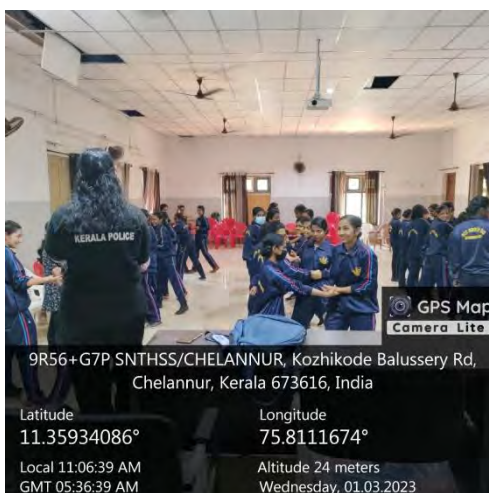 KERALA POLICE
GPS Map
Camera Lite
9R56+G7P SNTHSS/CHELANNUR, Kozhikode Balussery Rd,
Chelannur, Kerala 673616, India
Latitude
11.35934086°
Longitude
75.8111674°
Local 11:06:39 AM
GMT 05:36:39 AM
Altitude 24 meters
Wednesday, 01.03.2023